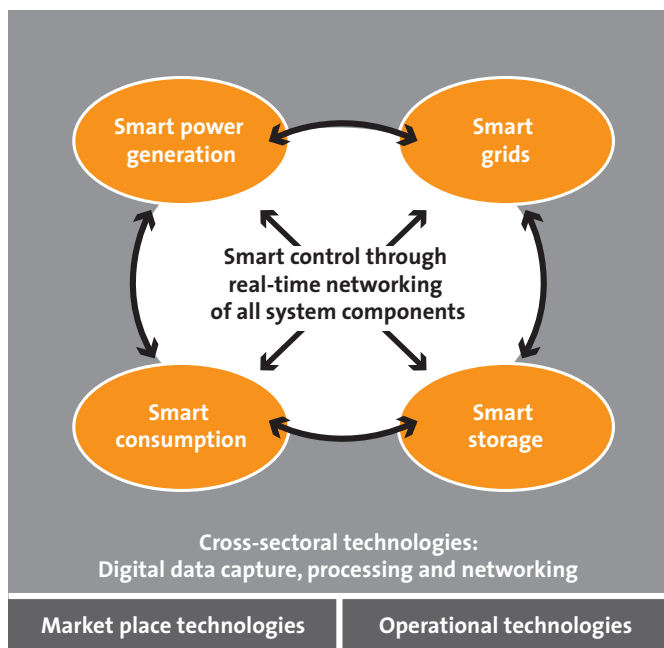 Smart power
generation
Smart
grids
Smart control through
real-time networking
of all system components
Smart
consumption
Smart
storage
Cross-sectoral technologies:
Digital data capture, processing and networking
Market place technologies
Operational technologies